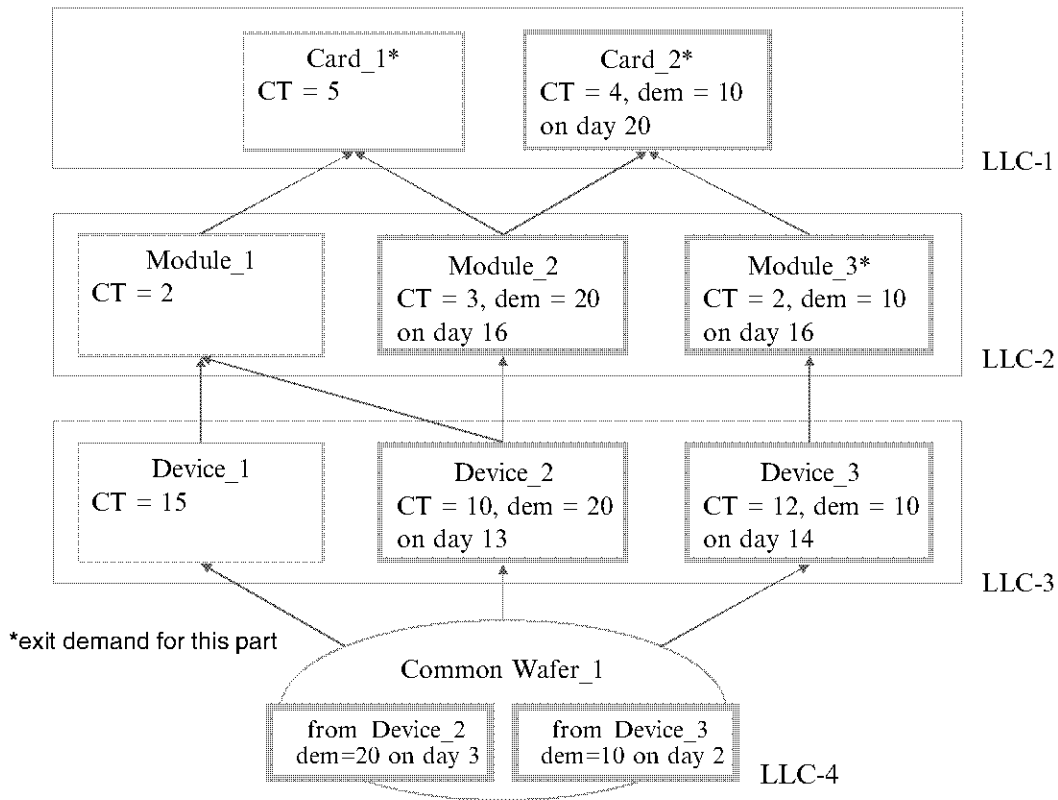 Card_1*
CT = 5
Card_2*
CT = 4, dem = 10
on day 20
LLC-1
Module_1
CT = 2
Module_2
CT = 3, dem = 20
on day 16
Module_3*
CT = 2, dem = 10
on day 16
LLC-2
Device_1
CT = 15
Device_2
CT = 10, dem = 20
on day 13
Device_3
CT = 12, dem = 10
on day 14
LLC-3
*exit demand for this part
Common Wafer_1
from Device_2
dem=20 on day 3
from Device_3
dem=10 on day 2
LLC-4